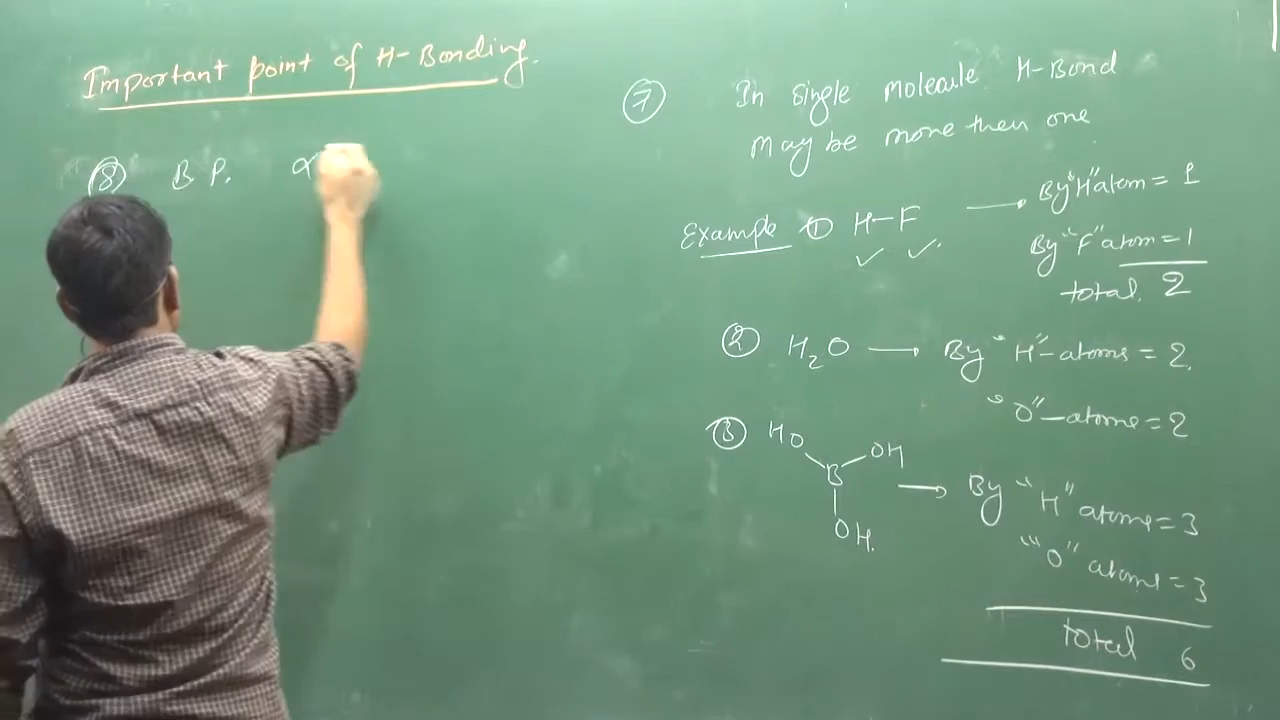 Important point of H-Bonding.
(8) B.P. α
(7) In single molecule H-Bond
may be more then one
Example (1) H-F → By "H" atom = 1
By "F" atom = 1
total. 2
(2) H₂O → By "H"-atoms = 2.
"O"-atoms = 2
(3) HO OH
B → By "H" atoms = 3
OH.
"O" atoms = 3
total 6